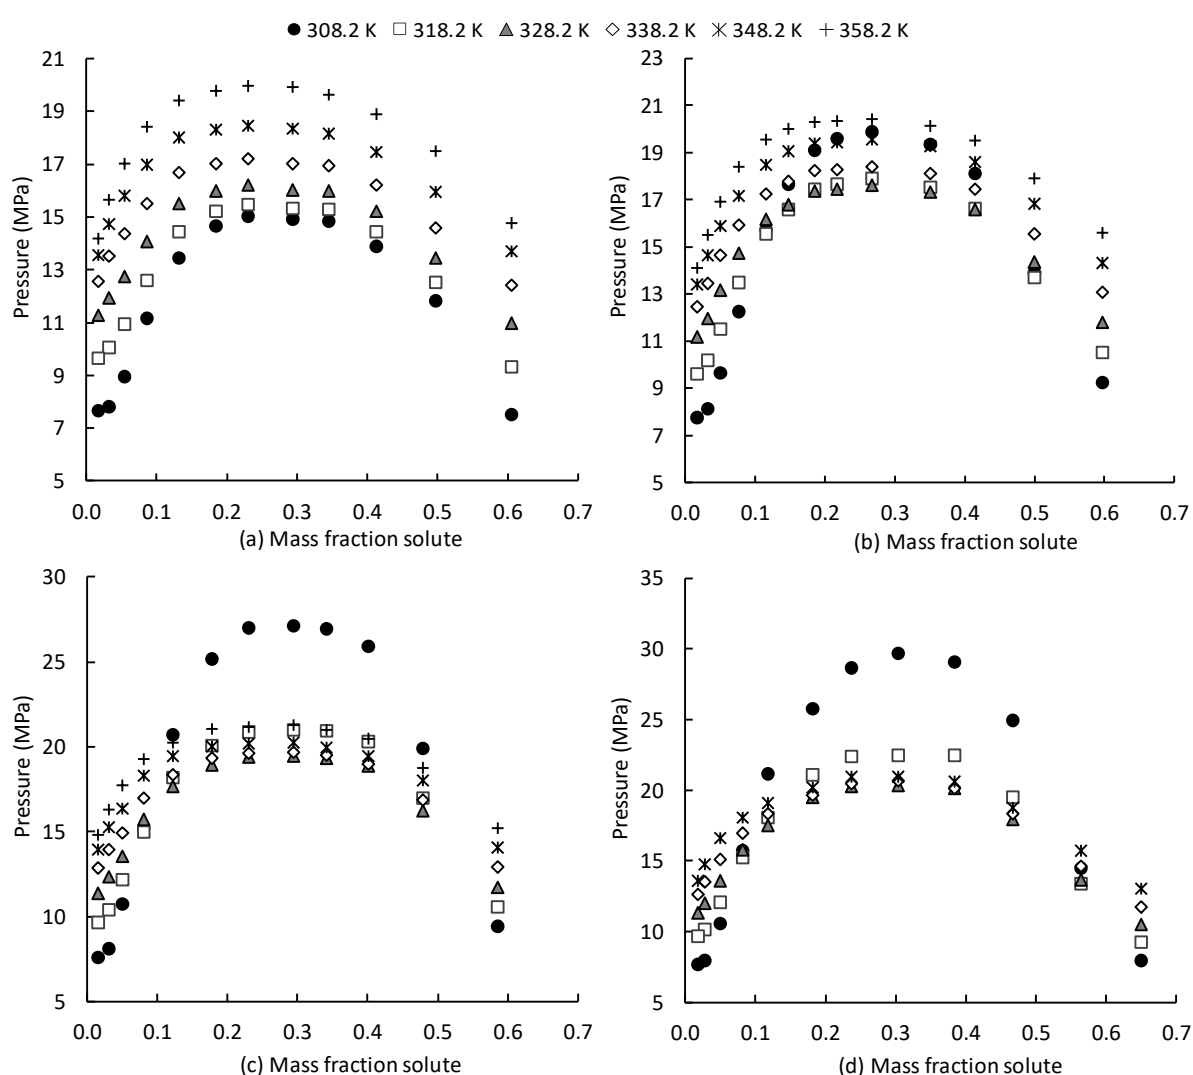 308.2 K 318.2 K 328.2 K 338.2 K 348.2 K 358.2 K
Pressure (MPa)
21
19
17
15
13
11
9
7
5
0.0 0.1 0.2 0.3 0.4 0.5 0.6 0.7
(a) Mass fraction solute
Pressure (MPa)
23
21
19
17
15
13
11
9
7
5
0.0 0.1 0.2 0.3 0.4 0.5 0.6 0.7
(b) Mass fraction solute
Pressure (MPa)
30
25
20
15
10
5
0.0 0.1 0.2 0.3 0.4 0.5 0.6 0.7
(c) Mass fraction solute
Pressure (MPa)
35
30
25
20
15
10
5
0.0 0.1 0.2 0.3 0.4 0.5 0.6 0.7
(d) Mass fraction solute